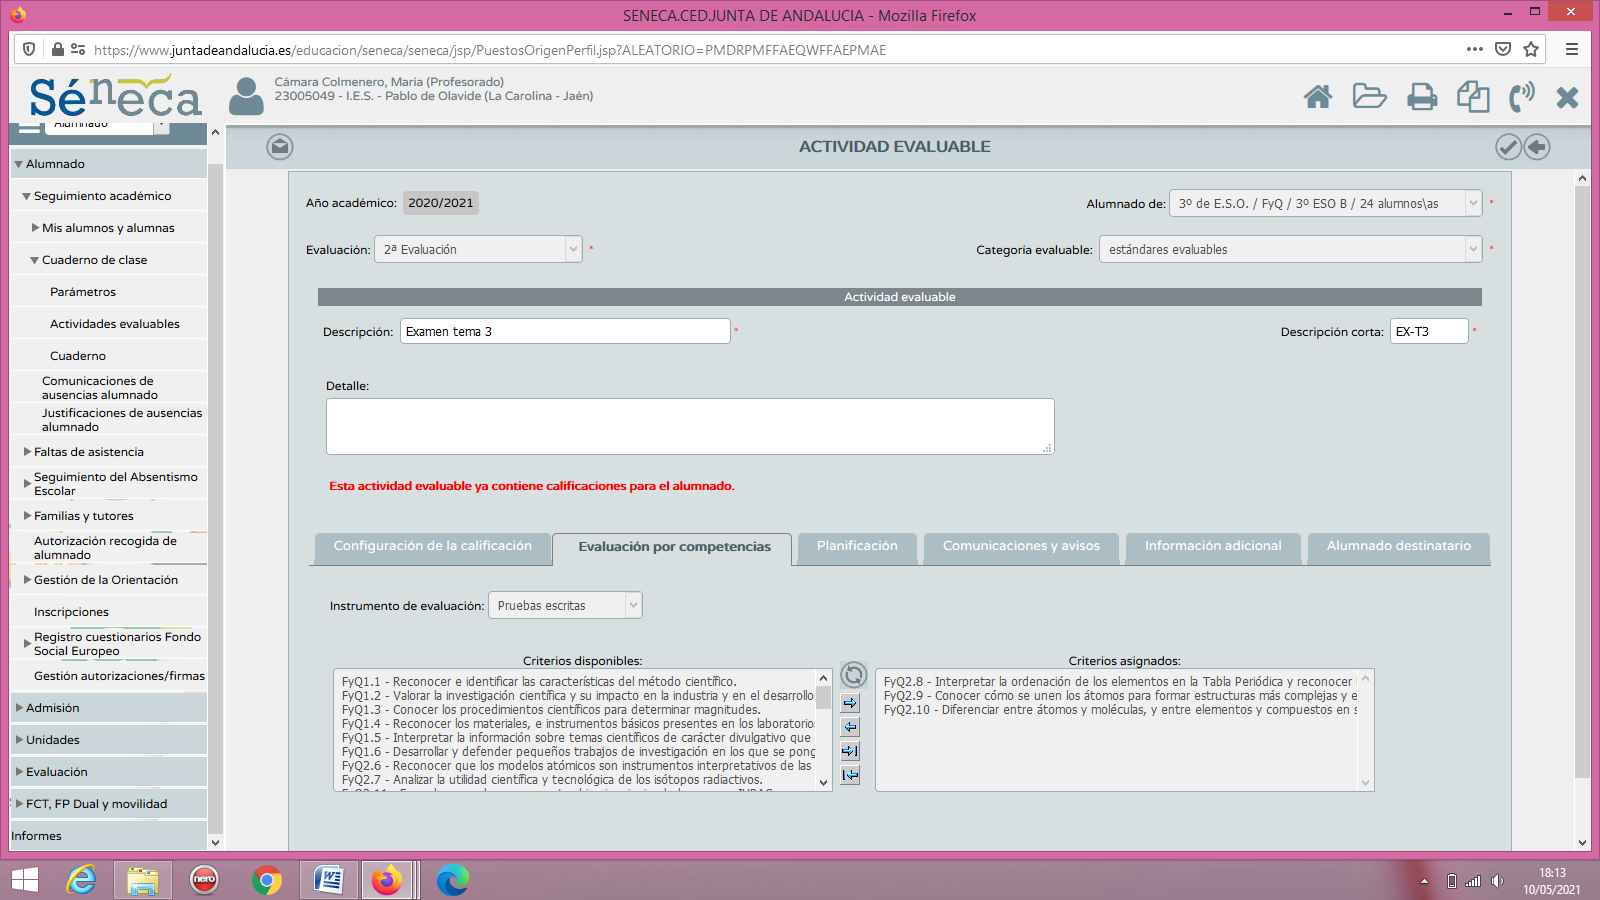 SENECA.CED.JUNTA DE ANDALUCIA - Mozilla Firefox
https://www.juntadeandalucia.es/educacion/seneca/seneca/jsp/PuestosOrigenPerfil.jsp?ALEATORIO=PMDRPMFFAEQWFFAEPMAE
Séneca
Cámara Colmenero, María (Profesorado)
23005049 - I.E.S. - Pablo de Olavide (La Carolina - Jaén)
Alumnado
ACTIVIDAD EVALUABLE
Alumnado
Seguimiento académico
Mis alumnos y alumnas
Cuaderno de clase
Parámetros
Actividades evaluables
Cuaderno
Comunicaciones de
ausencias alumnado
Justificaciones de ausencias
alumnado
Faltas de asistencia
Seguimiento del Absentismo
Escolar
Familias y tutores
Autorización recogida de
alumnado
Gestión de la Orientación
Inscripciones
Registro cuestionarios Fondo
Social Europeo
Gestión autorizaciones/firmas
Admisión
Unidades
Evaluación
FCT, FP Dual y movilidad
Informes
Año académico: 2020/2021
Alumnado de: 3º de E.S.O. / FyQ / 3º ESO B / 24 alumnos\as *
Evaluación: 2ª Evaluación *
Categoría evaluable: estándares evaluables *
Actividad evaluable
Descripción: Examen tema 3 *
Descripción corta: EX-T3 *
Detalle:
Esta actividad evaluable ya contiene calificaciones para el alumnado.
Configuración de la calificación
Evaluación por competencias
Planificación
Comunicaciones y avisos
Información adicional
Alumnado destinatario
Instrumento de evaluación: Pruebas escritas
Criterios disponibles:
FyQ1.1 - Reconocer e identificar las características del método científico.
FyQ1.2 - Valorar la investigación científica y su impacto en la industria y en el desarrollo
FyQ1.3 - Conocer los procedimientos científicos para determinar magnitudes.
FyQ1.4 - Reconocer los materiales, e instrumentos básicos presentes en los laboratorio
FyQ1.5 - Interpretar la información sobre temas científicos de carácter divulgativo que
FyQ1.6 - Desarrollar y defender pequeños trabajos de investigación en los que se pong
FyQ2.6 - Reconocer que los modelos atómicos son instrumentos interpretativos de las
FyQ2.7 - Analizar la utilidad científica y tecnológica de los isótopos radiactivos.
Criterios asignados:
FyQ2.8 - Interpretar la ordenación de los elementos en la Tabla Periódica y reconocer
FyQ2.9 - Conocer cómo se unen los átomos para formar estructuras más complejas y e
FyQ2.10 - Diferenciar entre átomos y moléculas, y entre elementos y compuestos en s
nero
18:13
10/05/2021